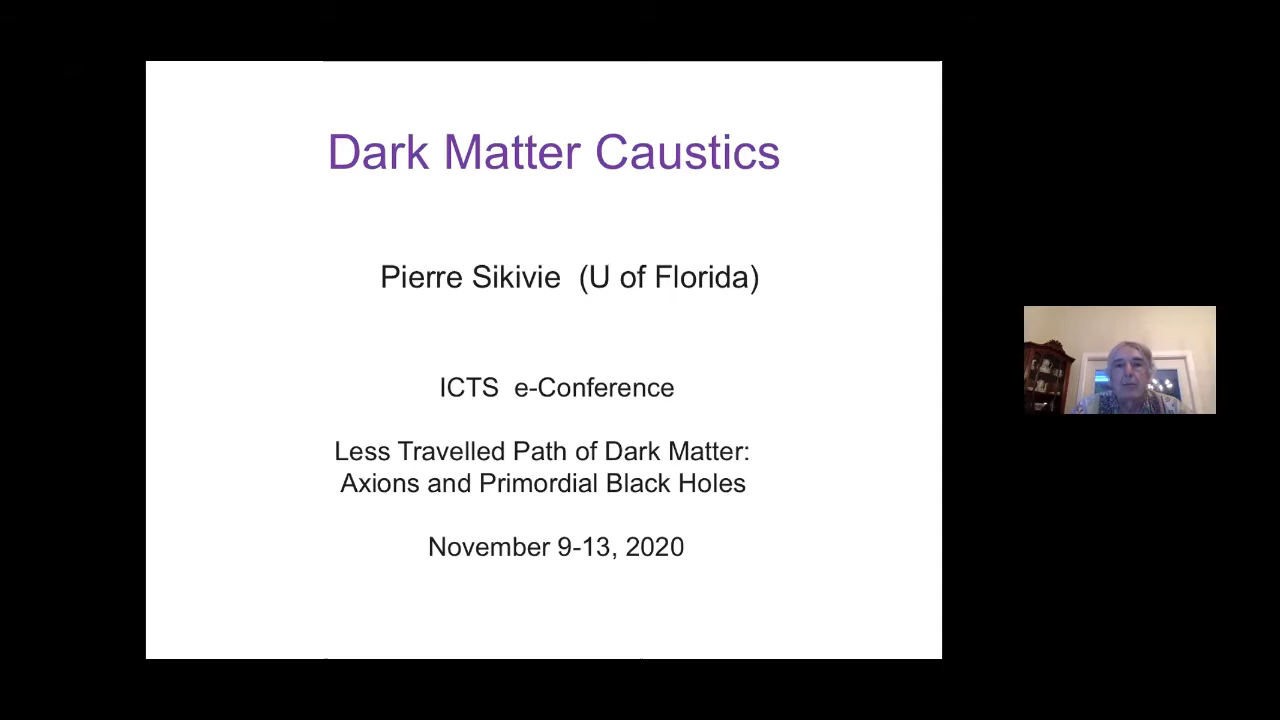 Dark Matter Caustics
Pierre Sikivie (U of Florida)
ICTS e-Conference
Less Travelled Path of Dark Matter:
Axions and Primordial Black Holes
November 9-13, 2020